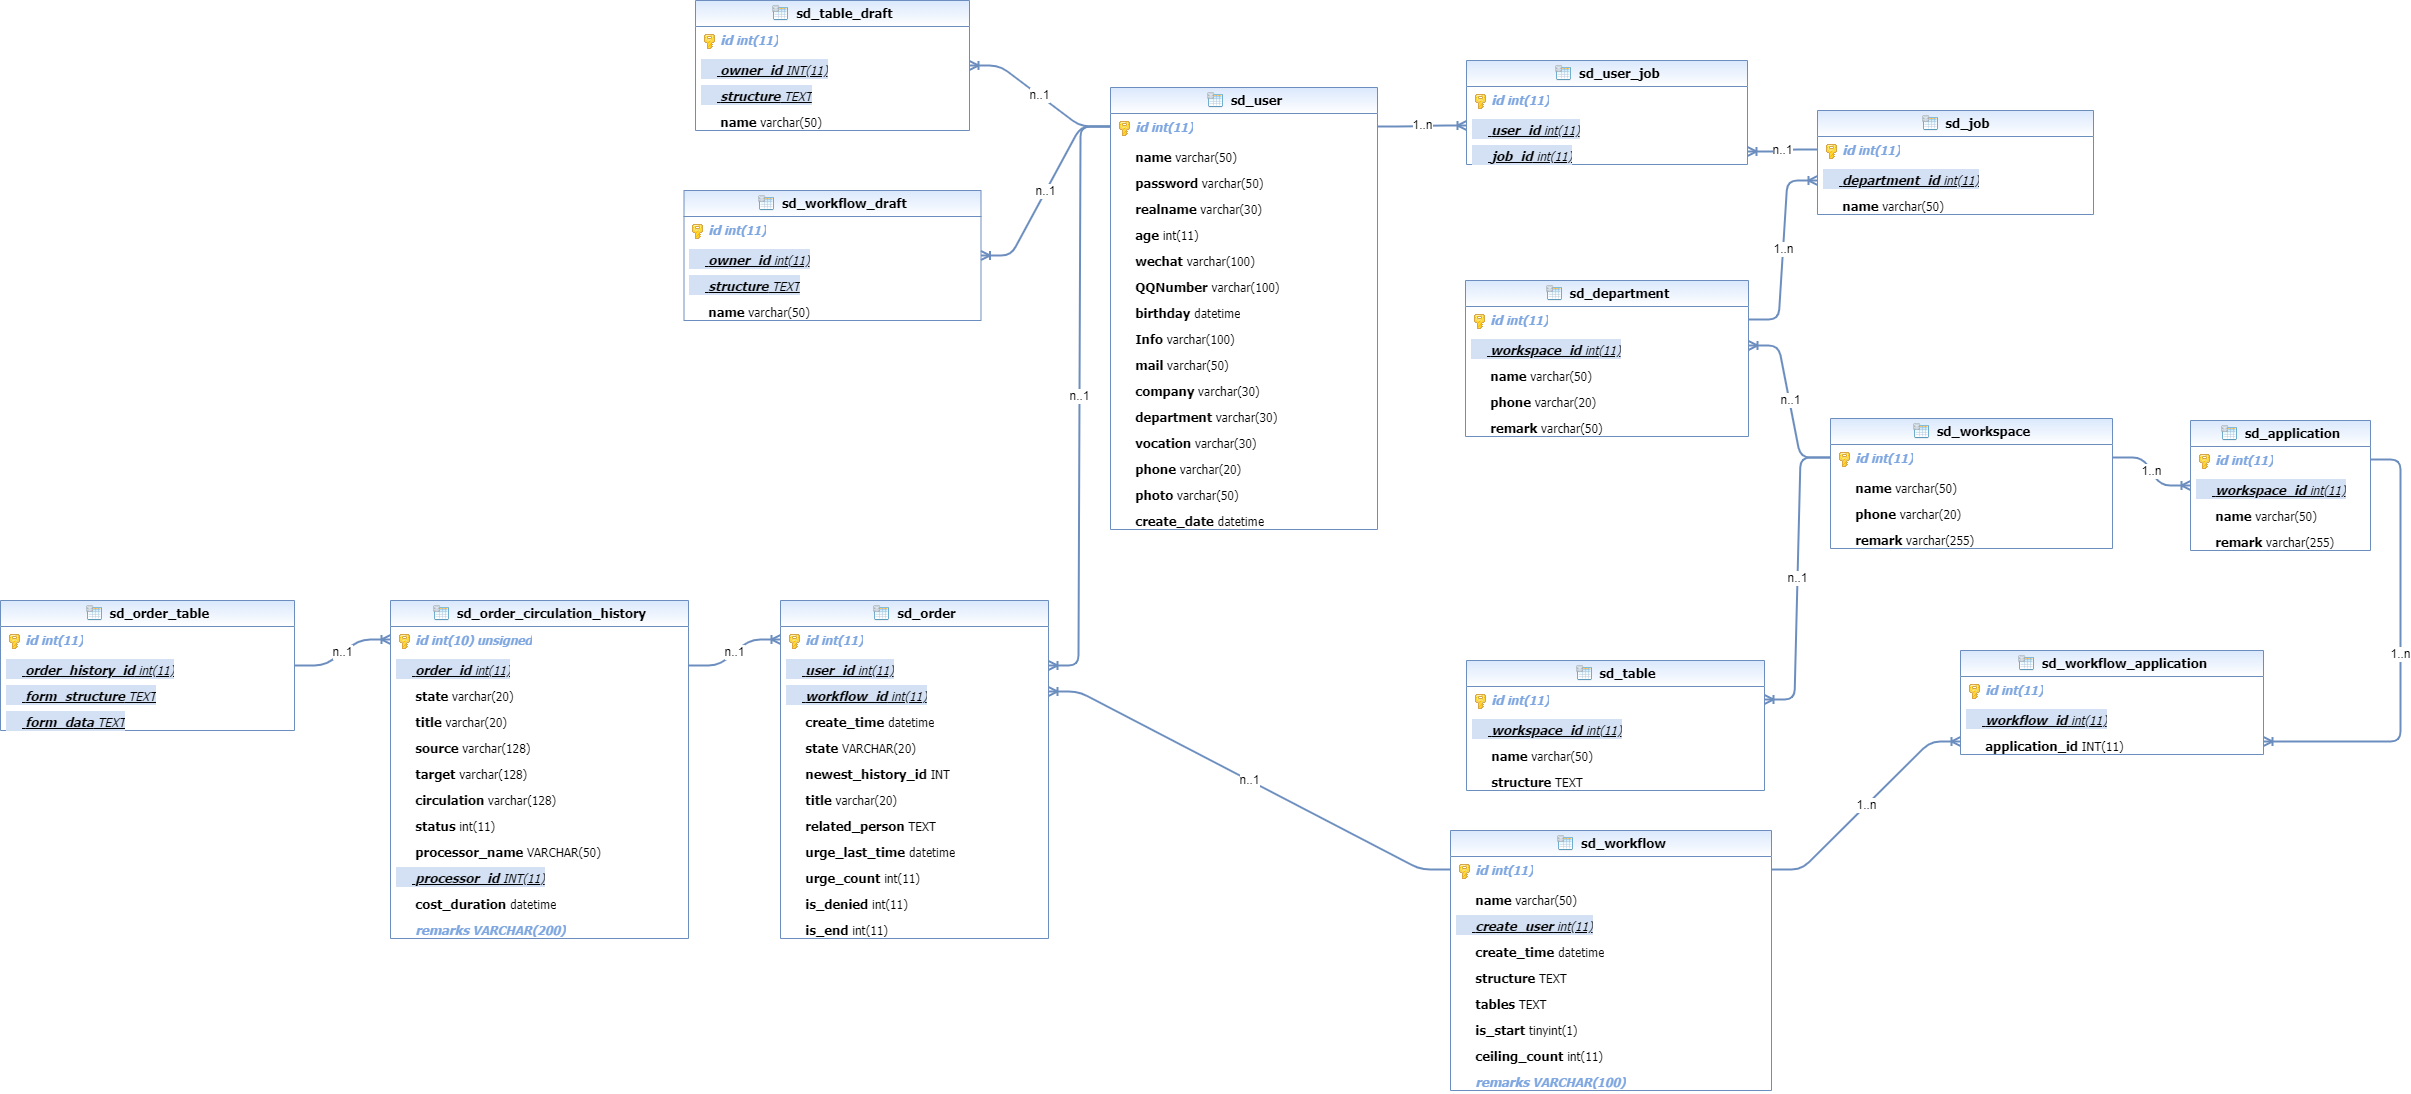 sd_table_draft
id int(11)
owner_id INT(11)
structure TEXT
name varchar(50)
n..1
sd_workflow_draft
id int(11)
owner_id int(11)
structure TEXT
name varchar(50)
n..1
sd_user
id int(11)
name varchar(50)
password varchar(50)
realname varchar(30)
age int(11)
wechat varchar(100)
QQNumber varchar(100)
birthday datetime
Info varchar(100)
mail varchar(50)
company varchar(30)
department varchar(30)
vocation varchar(30)
phone varchar(20)
photo varchar(50)
create_date datetime
n..1
1..n
sd_user_job
id int(11)
user_id int(11)
job_id int(11)
n..1
sd_job
id int(11)
department_id int(11)
name varchar(50)
1..n
sd_department
id int(11)
workspace_id int(11)
name varchar(50)
phone varchar(20)
remark varchar(50)
n..1
sd_workspace
id int(11)
name varchar(50)
phone varchar(20)
remark varchar(255)
1..n
sd_application
id int(11)
workspace_id int(11)
name varchar(50)
remark varchar(255)
n..1
1..n
sd_order_table
id int(11)
order_history_id int(11)
form_structure TEXT
form_data TEXT
n..1
sd_order_circulation_history
id int(10) unsigned
order_id int(11)
state varchar(20)
title varchar(20)
source varchar(128)
target varchar(128)
circulation varchar(128)
status int(11)
processor_name VARCHAR(50)
processor_id INT(11)
cost_duration datetime
remarks VARCHAR(200)
n..1
sd_order
id int(11)
user_id int(11)
workflow_id int(11)
create_time datetime
state VARCHAR(20)
newest_history_id INT
title varchar(20)
related_person TEXT
urge_last_time datetime
urge_count int(11)
is_denied int(11)
is_end int(11)
n..1
sd_table
id int(11)
workspace_id int(11)
name varchar(50)
structure TEXT
sd_workflow_application
id int(11)
workflow_id int(11)
application_id INT(11)
1..n
sd_workflow
id int(11)
name varchar(50)
create_user int(11)
create_time datetime
structure TEXT
tables TEXT
is_start tinyint(1)
ceiling_count int(11)
remarks VARCHAR(100)